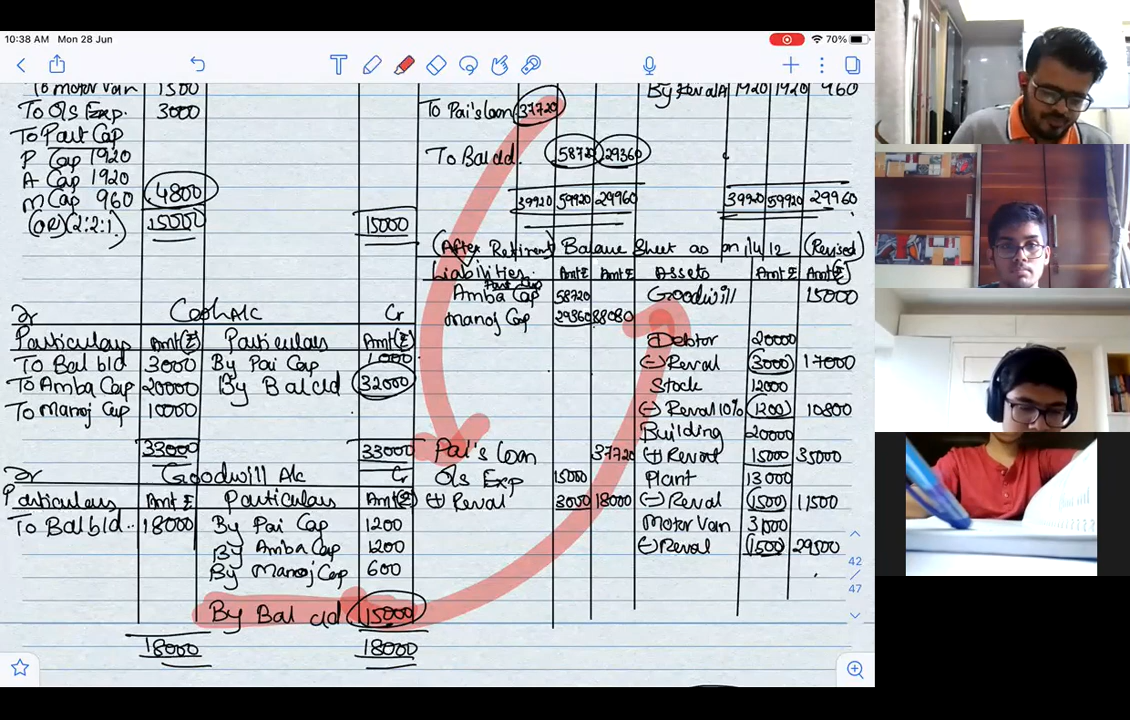 10:38 AM Mon 28 Jun
70%
To Motor Van 1500
To O/s Exp. 3000
To Part Cap
P Cap 1920
A Cap 1920
M Cap 960 4800
(OR)(2:2:1) 15000 15000
By Reval A 1920 1920 960
To Pai's loan 37720
To Bal c/d. 58720 29360
39920 59920 29960 39920 59920 29960
(After Retirement) Balance Sheet as on 1/4/12 (Revised)
Liabilities. Amt ₹ Amt ₹ Assets Amt ₹ Amt(₹)
Amba Cap 58720 Goodwill 15000
Manoj Cap 29360 88080
Debtor 20000
(-) Reval 3000 17000
Stock 12000
(-) Reval 10% 1200 10800
Building 20000
Pai's loan 37720 (+) Reval 15000 35000
O/s Exp 15000 Plant 13000
(+) Reval 3000 18000 (-) Reval 1500 11500
Motor Van 31000
(-) Reval 1500 29500
Dr Cash A/c Cr
Particulars Amt(₹) Particulars Amt(₹)
To Bal b/d 3000 By Pai Cap 1000
To Amba Cap 20000 By Bal c/d 32000
To Manoj Cap 10000
33000 33000
Dr Goodwill A/c Cr
Particulars Amt ₹ Particulars Amt(₹)
To Bal b/d.. 18000 By Pai Cap 1200
By Amba Cap 1200
By Manoj Cap 600
By Bal c/d 15000
18000 18000
42
/
47